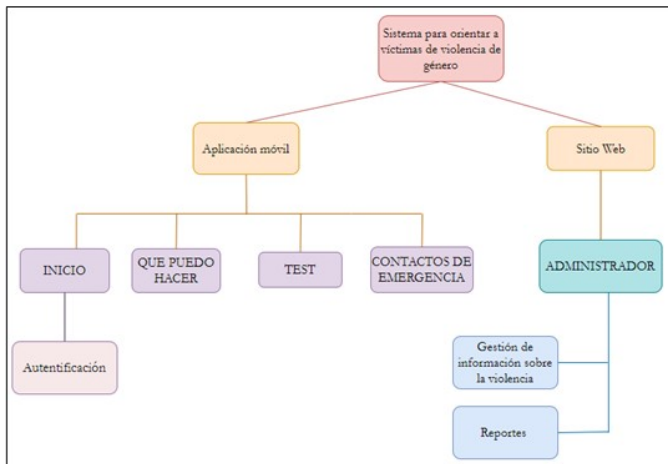 Sistema para orientar a
víctimas de violencia de
género
Aplicación móvil
Sitio Web
INICIO
QUE PUEDO
HACER
TEST
CONTACTOS DE
EMERGENCIA
ADMINISTRADOR
Autentificación
Gestión de
información sobre
la violencia
Reportes